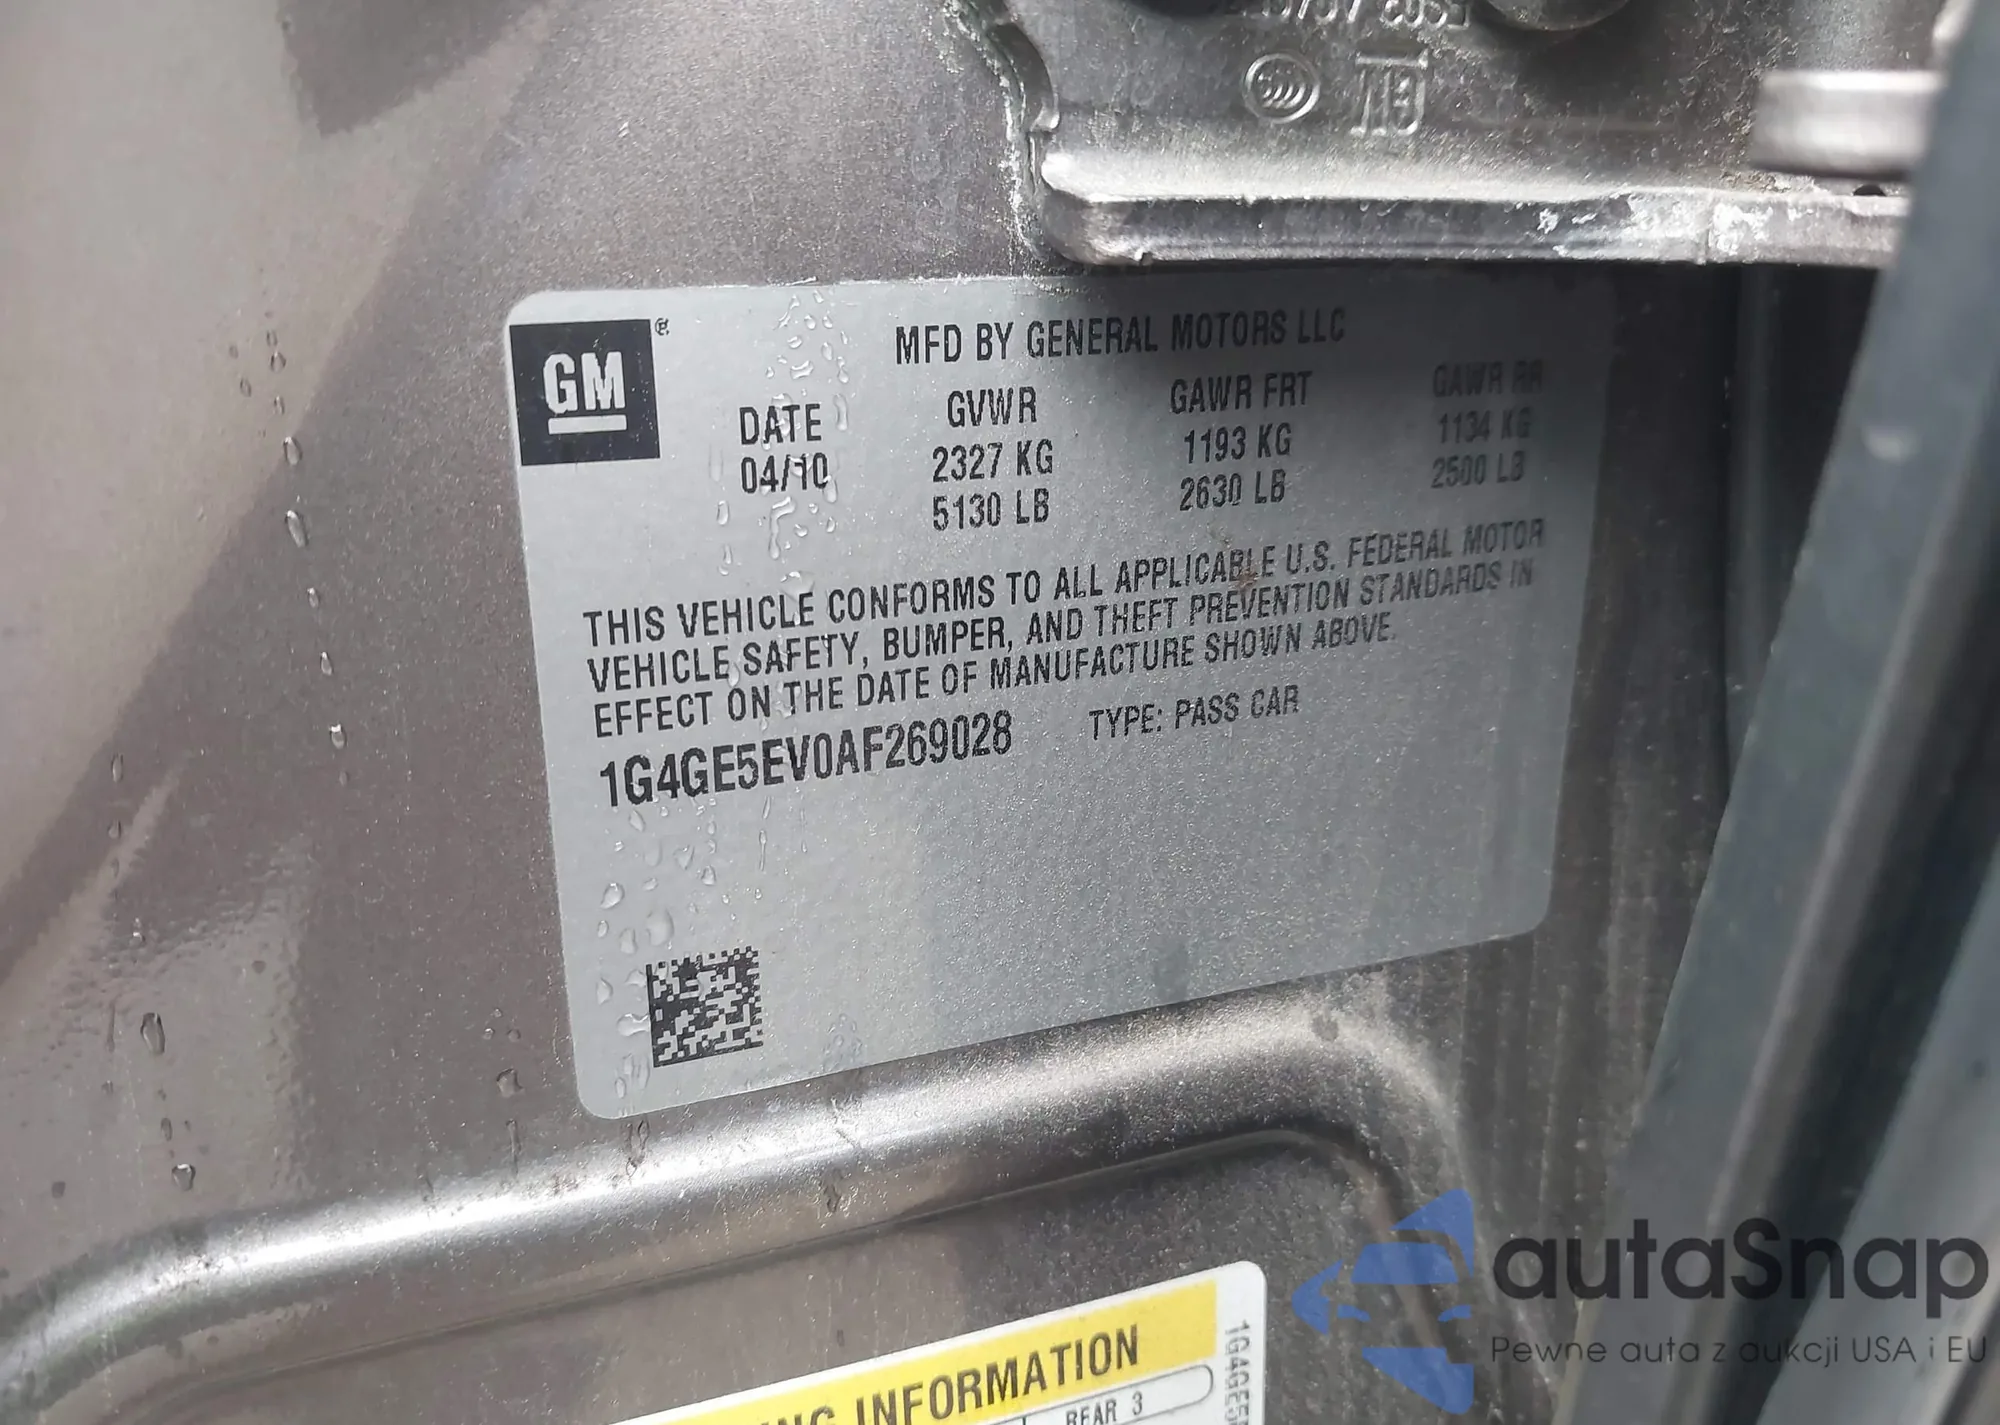 GM
MFD BY GENERAL MOTORS LLC
DATE GVWR GAWR FRT GAWR RR
04/10 2327 KG 1193 KG 1134 KG
5130 LB 2630 LB 2500 LB
THIS VEHICLE CONFORMS TO ALL APPLICABLE U.S. FEDERAL MOTOR
VEHICLE SAFETY, BUMPER, AND THEFT PREVENTION STANDARDS IN
EFFECT ON THE DATE OF MANUFACTURE SHOWN ABOVE.
1G4GE5EV0AF269028 TYPE: PASS CAR
INFORMATION
REAR 3
autaSnap
Pewne auta z aukcji USA i EU